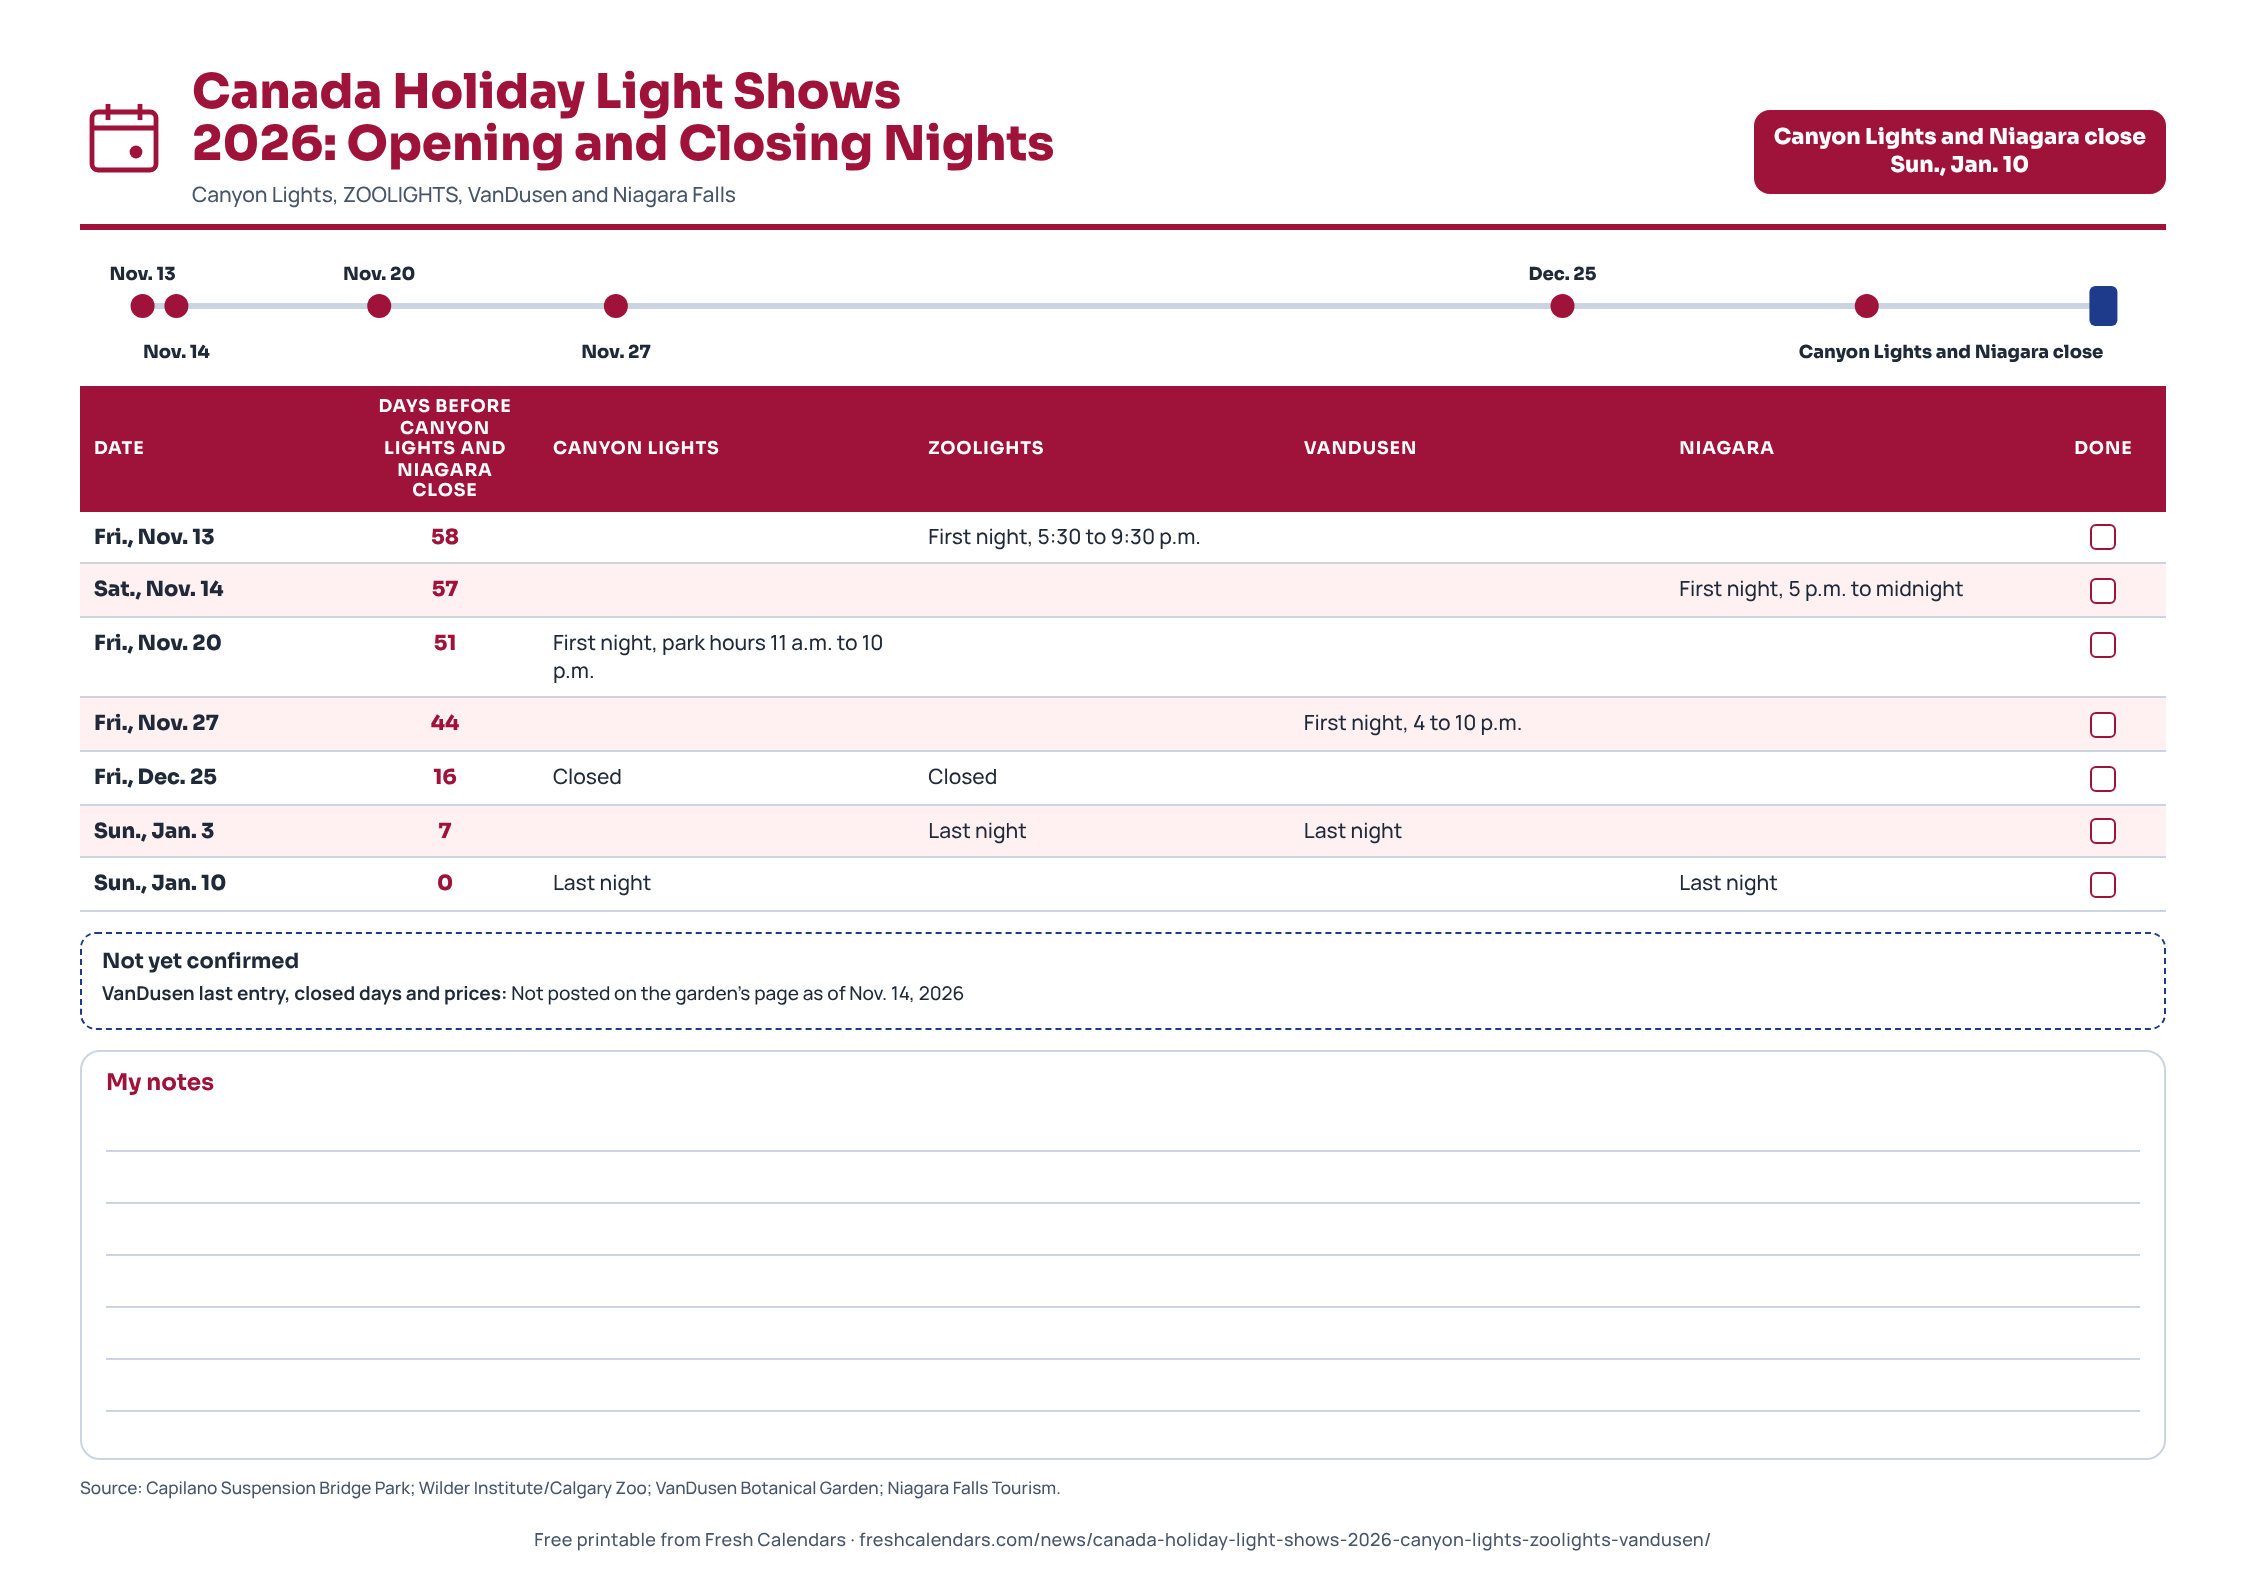 Canada Holiday Light Shows
2026: Opening and Closing Nights
Canyon Lights, ZOOLIGHTS, VanDusen and Niagara Falls
Canyon Lights and Niagara close
Sun., Jan. 10
Nov. 13
Nov. 20
Dec. 25
Nov. 14
Nov. 27
Canyon Lights and Niagara close
DATE
DAYS BEFORE
CANYON
LIGHTS AND
NIAGARA
CLOSE
CANYON LIGHTS
ZOOLIGHTS
VANDUSEN
NIAGARA
DONE
Fri., Nov. 13 58 First night, 5:30 to 9:30 p.m.
Sat., Nov. 14 57 First night, 5 p.m. to midnight
Fri., Nov. 20 51 First night, park hours 11 a.m. to 10
p.m.
Fri., Nov. 27 44 First night, 4 to 10 p.m.
Fri., Dec. 25 16 Closed Closed
Sun., Jan. 3 7 Last night Last night
Sun., Jan. 10 0 Last night Last night
Not yet confirmed
VanDusen last entry, closed days and prices: Not posted on the garden's page as of Nov. 14, 2026
My notes
Source: Capilano Suspension Bridge Park; Wilder Institute/Calgary Zoo; VanDusen Botanical Garden; Niagara Falls Tourism.
Free printable from Fresh Calendars · freshcalendars.com/news/canada-holiday-light-shows-2026-canyon-lights-zoolights-vandusen/